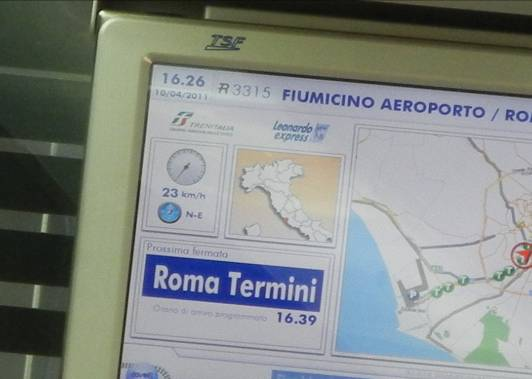 TSF
16.26
10/04/2011
R 3315 FIUMICINO AEROPORTO / RO
TRENITALIA
Leonardo
express
23 km/h
N-E
Prossima fermata
Roma Termini
Orario di arrivo programmato 16.39